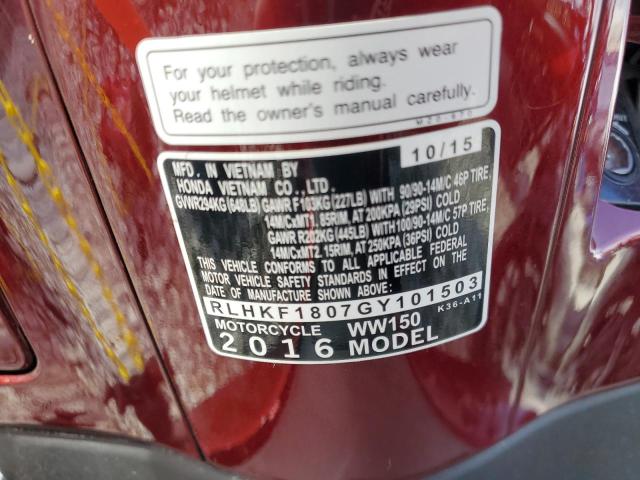 For your protection, always wear
your helmet while riding.
Read the owner's manual carefully.
10/15
MFD. IN VIETNAM BY
HONDA VIETNAM CO., LTD.
GVWR294KG (648LB) GAWR F103KG (227LB) WITH 90/90-14M/C 46P TIRE,
14M/CxMT1.85RIM, AT 200KPA (29PSI) COLD
GAWR R202KG (445LB) WITH100/90-14M/C 57P TIRE,
14M/CxMT2.15RIM, AT 250KPA (36PSI) COLD
THIS VEHICLE CONFORMS TO ALL APPLICABLE FEDERAL
MOTOR VEHICLE SAFETY STANDARDS IN EFFECT ON THE
DATE OF MANUFACTURE SHOWN ABOVE.
RLHKF1807GY101503
K36-A11
MOTORCYCLE WW150
2016 MODEL